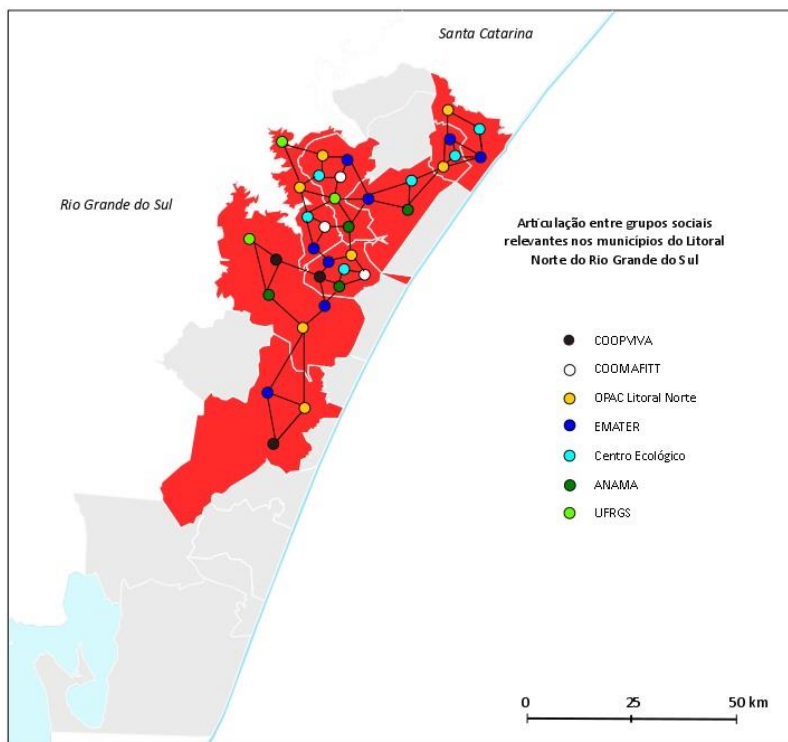 Santa Catarina
Rio Grande do Sul
Articulação entre grupos sociais
relevantes nos municípios do Litoral
Norte do Rio Grande do Sul
COOPVIVA
COOMAFITT
OPAC Litoral Norte
EMATER
Centro Ecológico
ANAMA
UFRGS
0 25 50 km